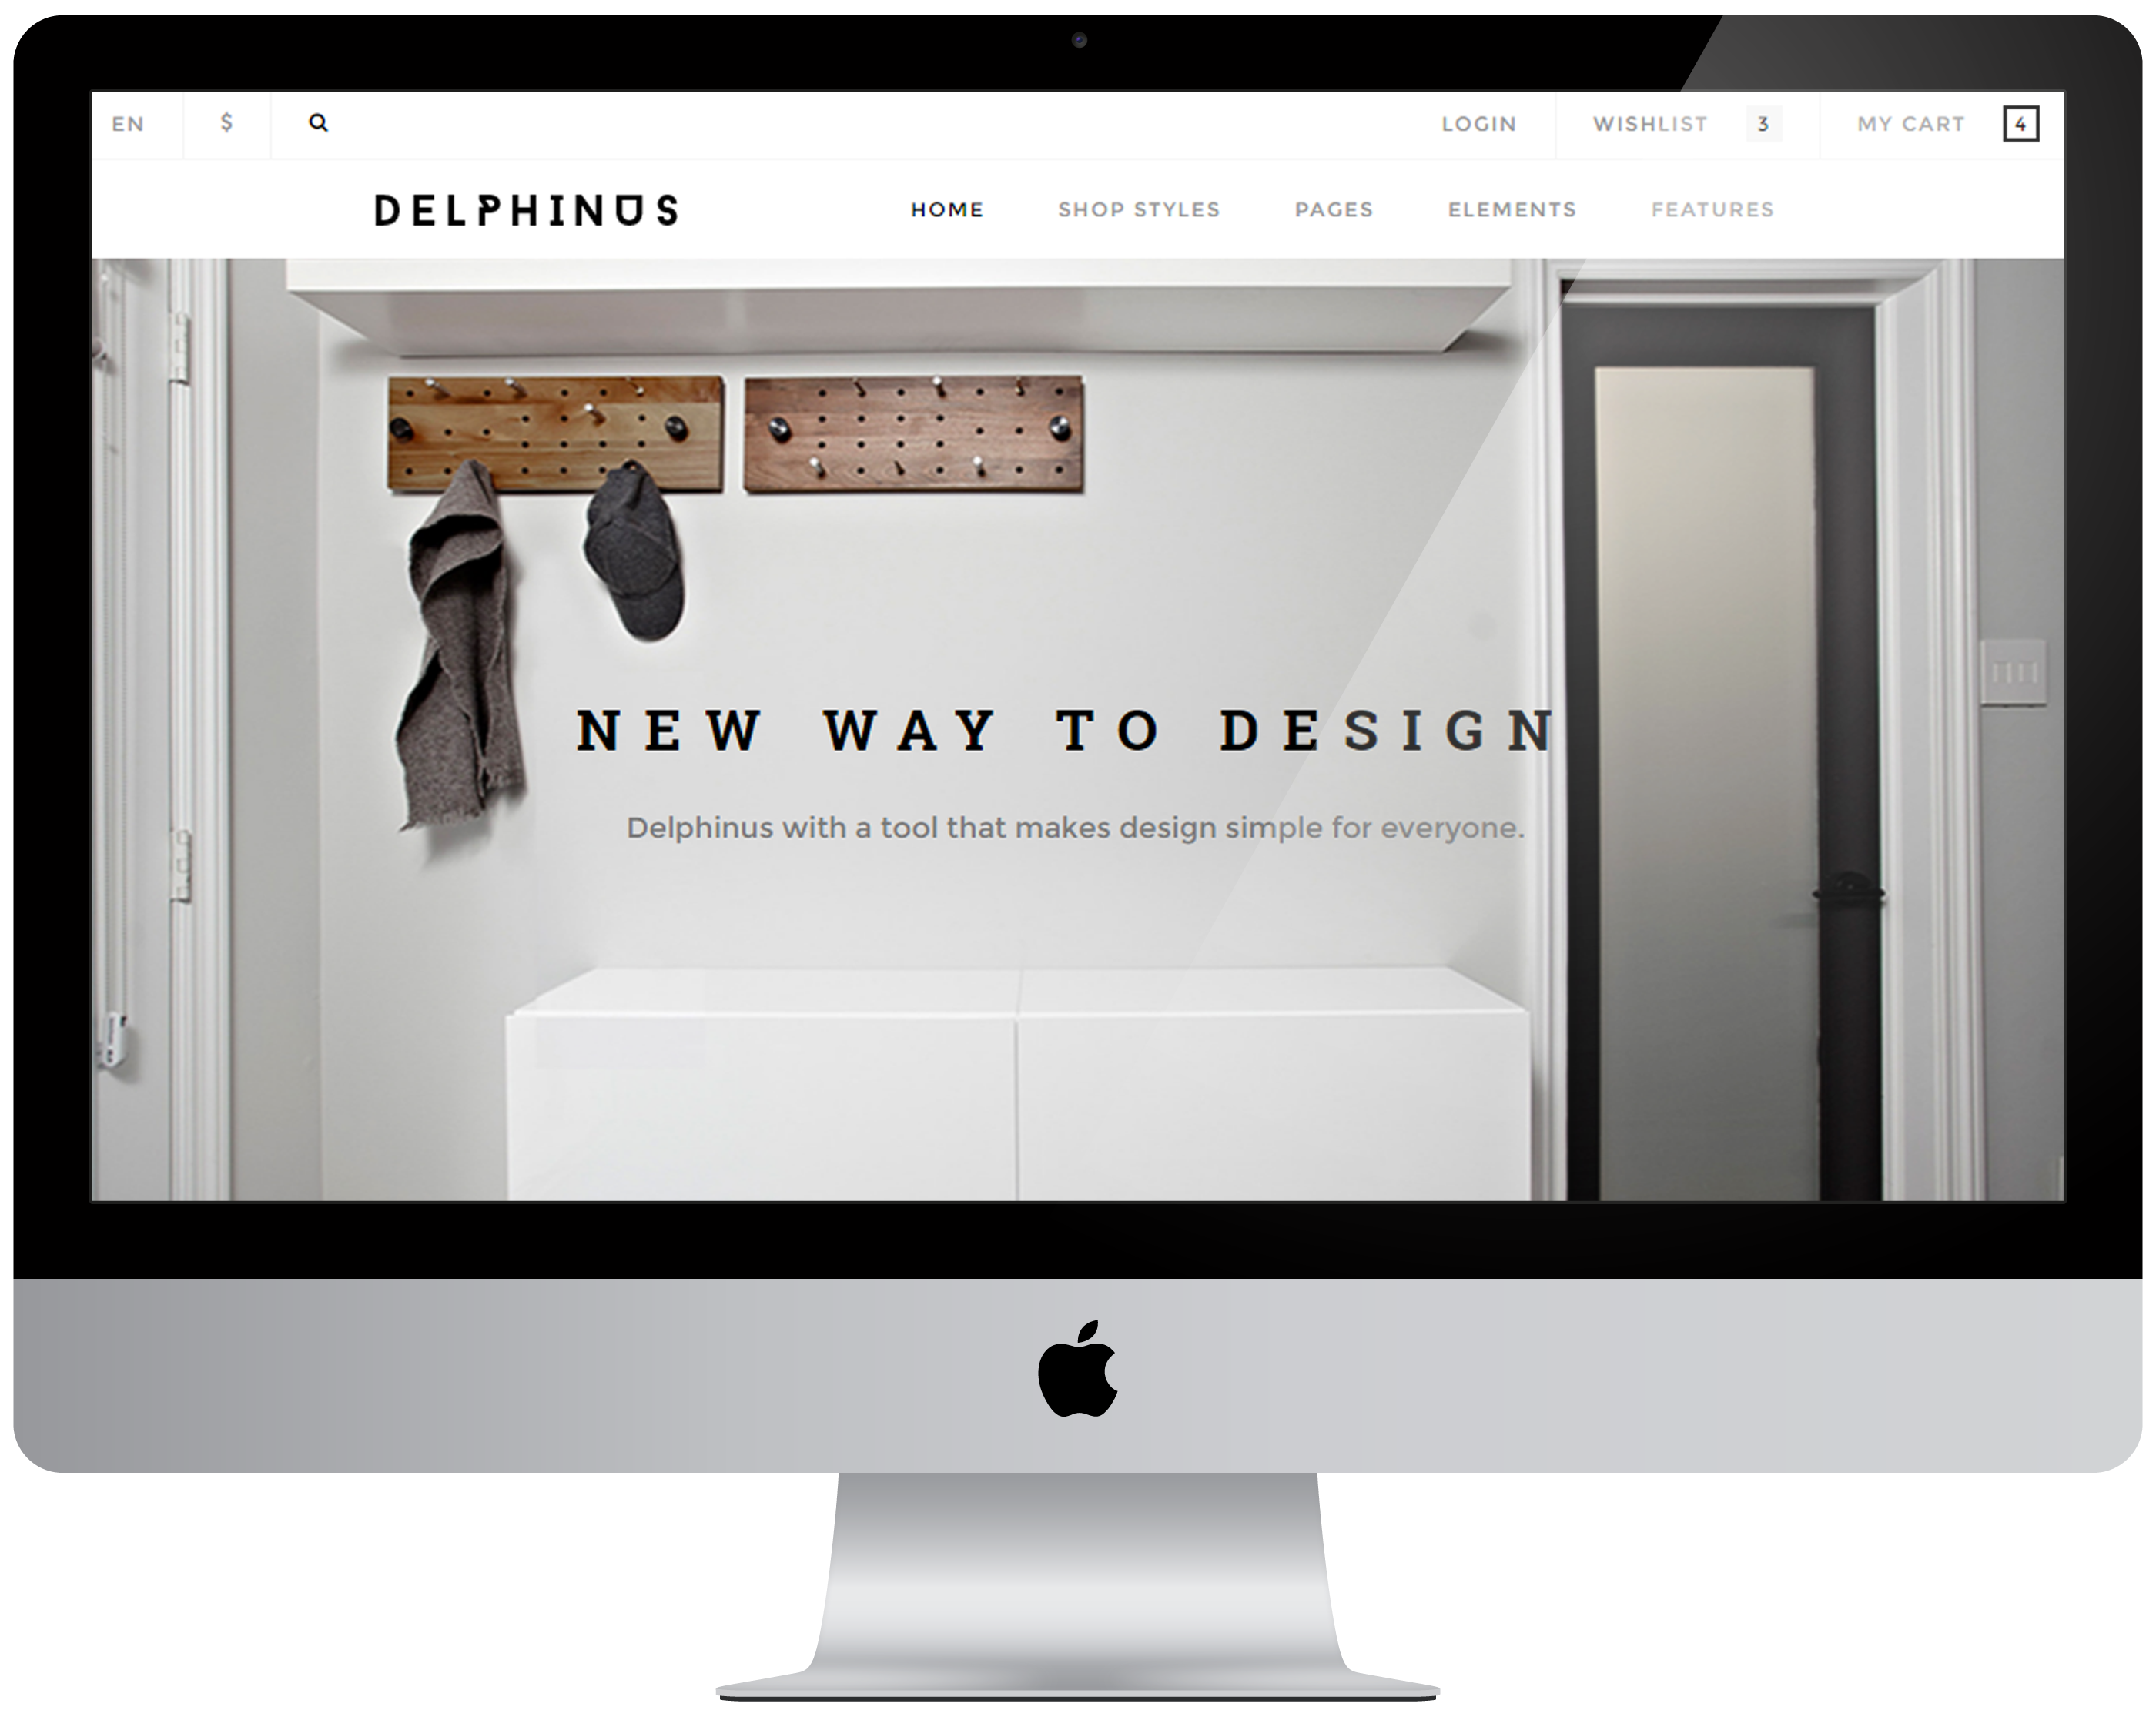 EN $ LOGIN WISHLIST 3 MY CART 4
DELPHINUS HOME SHOP STYLES PAGES ELEMENTS FEATURES
NEW WAY TO DESIGN
Delphinus with a tool that makes design simple for everyone.